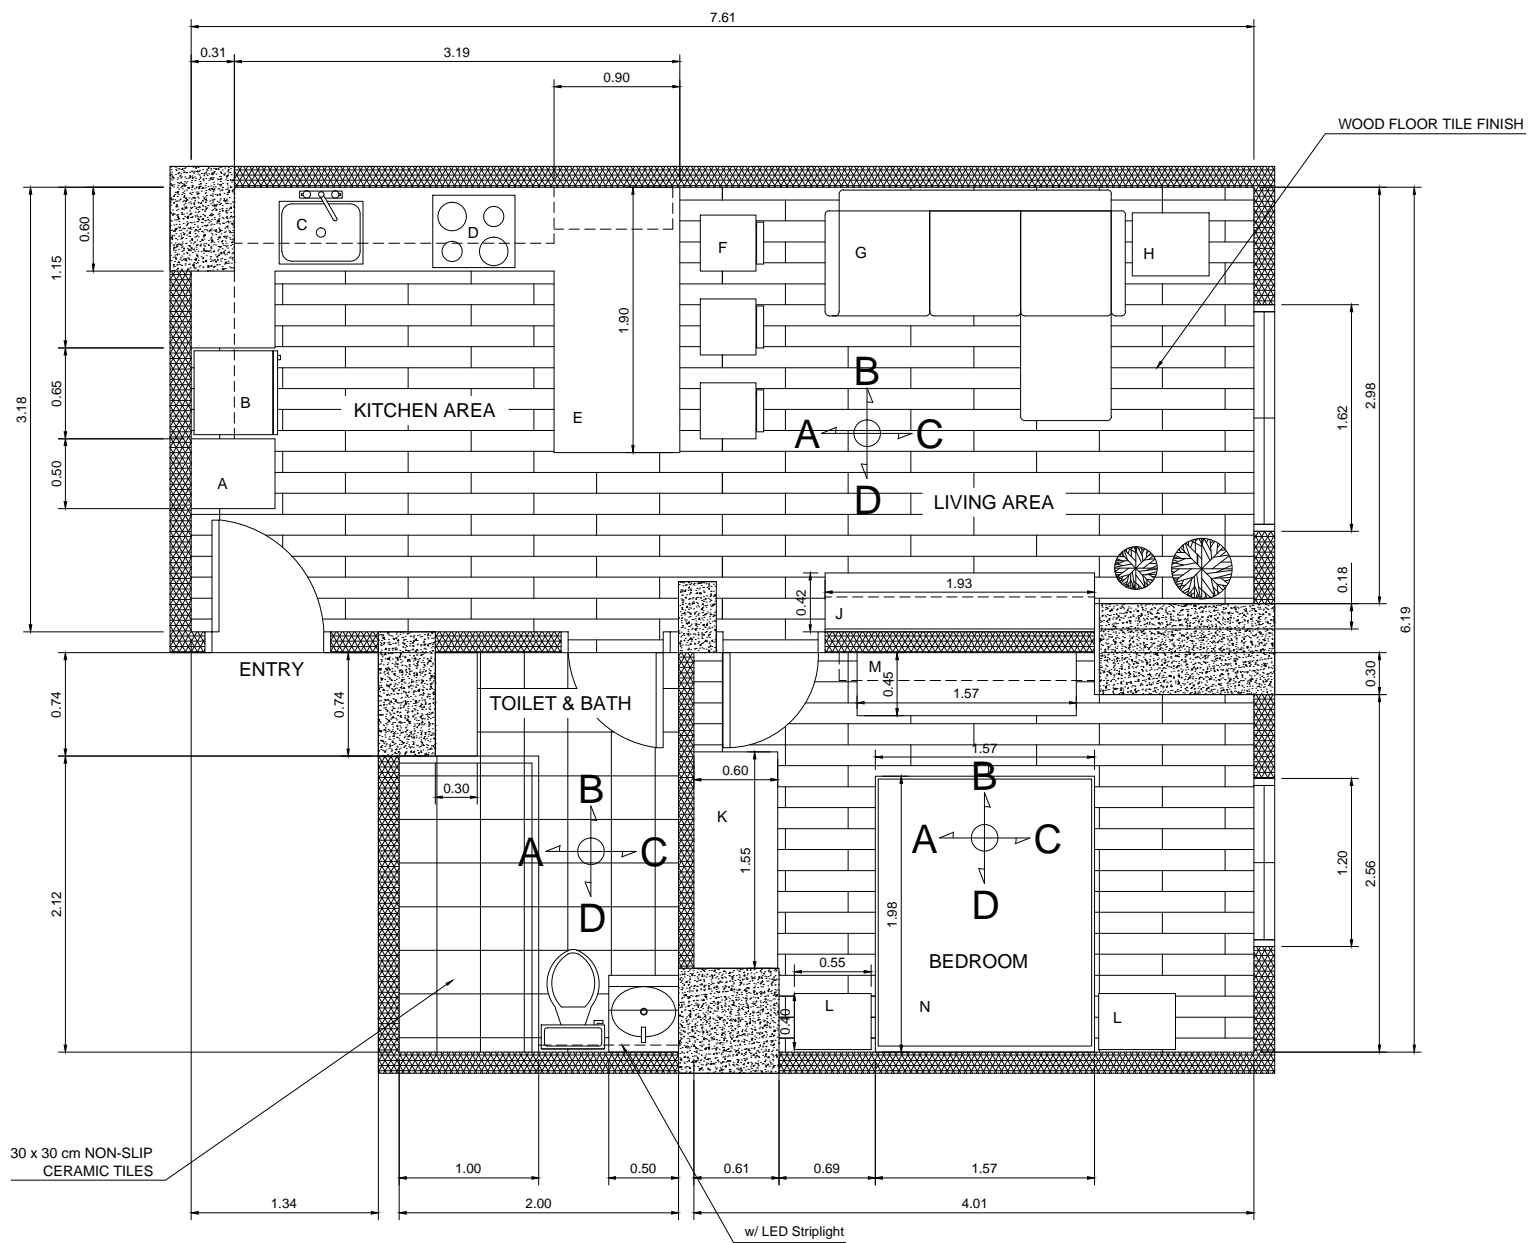 7.61
0.31
3.19
0.90
WOOD FLOOR TILE FINISH
3.18
0.60
1.15
0.65
0.50
C
D
F
G
H
1.90
B
KITCHEN AREA
E
A
B
A
C
D
LIVING AREA
1.62
2.98
0.18
6.19
0.30
0.42
1.93
J
ENTRY
0.74
0.74
TOILET & BATH
M
0.45
1.57
1.57
0.60
0.30
B
A
C
D
K
1.55
B
A
C
D
1.98
1.20
2.56
2.12
BEDROOM
0.55
L
0.40
N
L
30 x 30 cm NON-SLIP
CERAMIC TILES
1.00
0.50
0.61
0.69
1.57
1.34
2.00
4.01
w/ LED Striplight